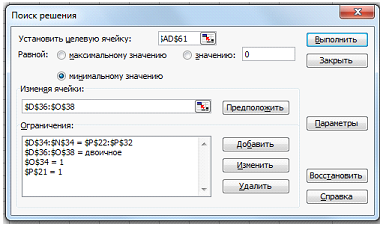 Поиск решения
Установить целевую ячейку: $AD$61
Выполнить
Равной: максимальному значению значению: 0
Закрыть
минимальному значению
Изменяя ячейки:
$D$36:$O$38
Предположить
Ограничения:
Параметры
$D$34:$N$34 = $P$22:$P$32
$D$36:$O$38 = двоичное
$O$34 = 1
$P$21 = 1
Добавить
Изменить
Удалить
Восстановить
Справка